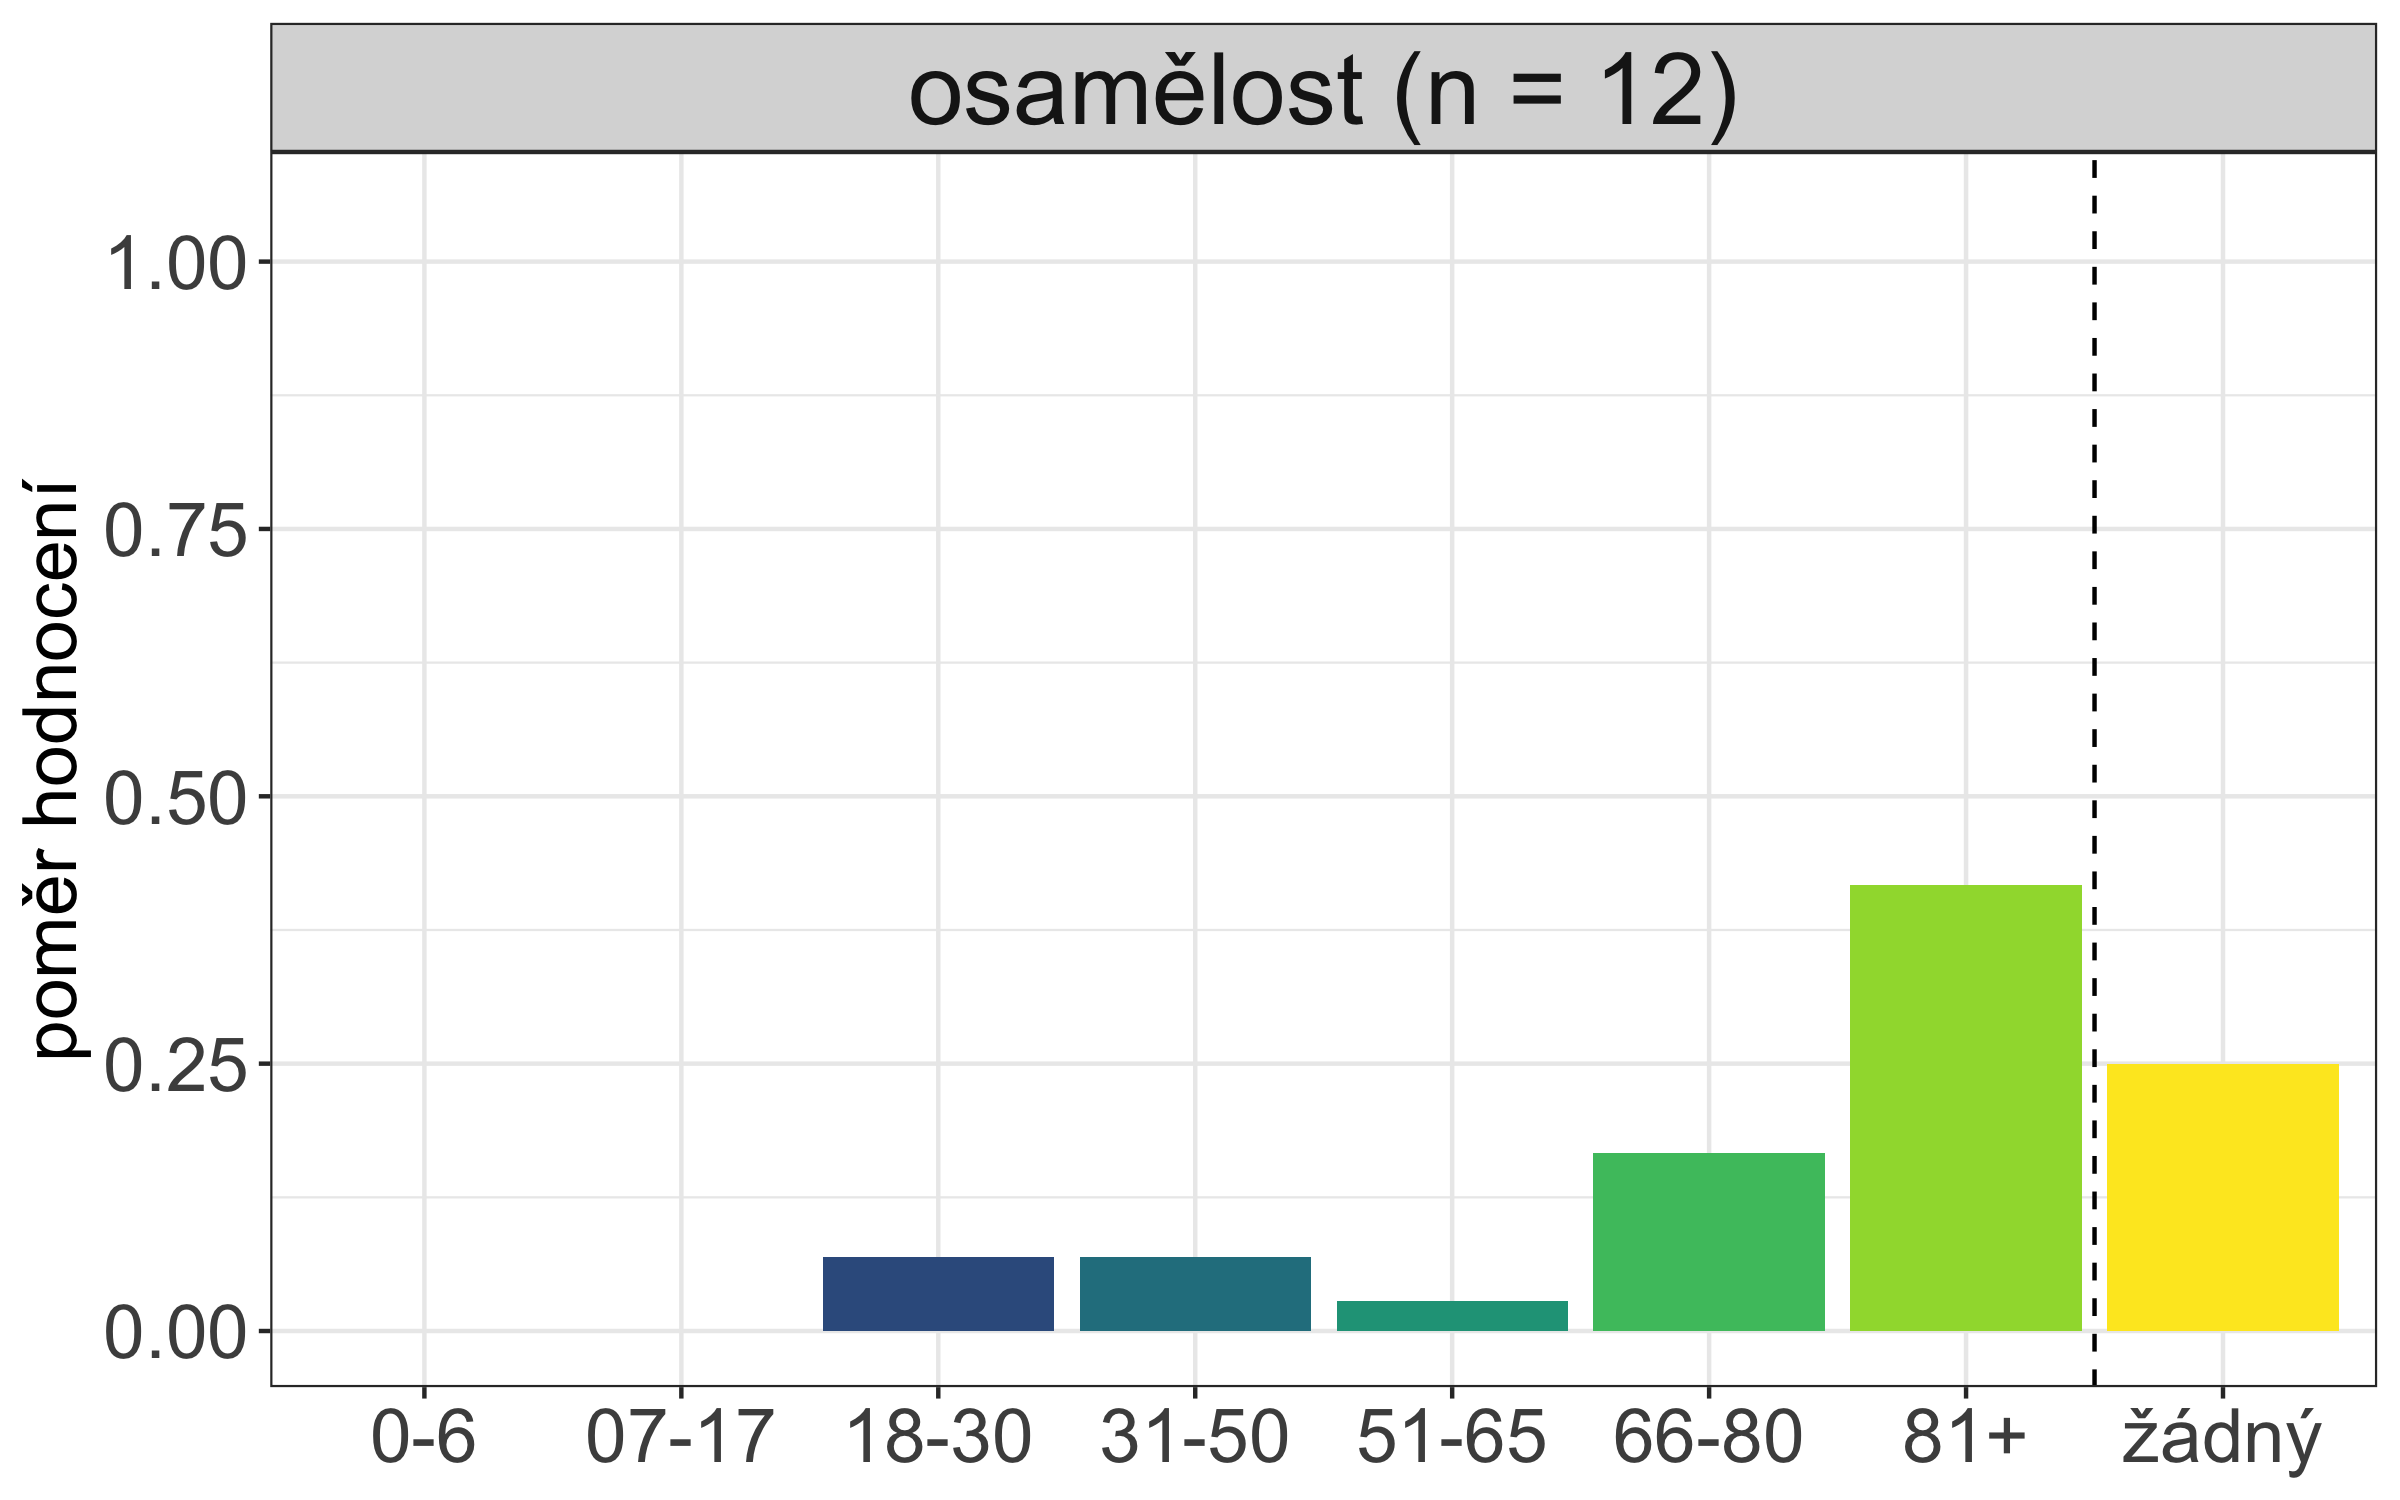 osamělost (n = 12)
poměr hodnocení
1.00
0.75
0.50
0.25
0.00
0-6 07-17 18-30 31-50 51-65 66-80 81+ žádný